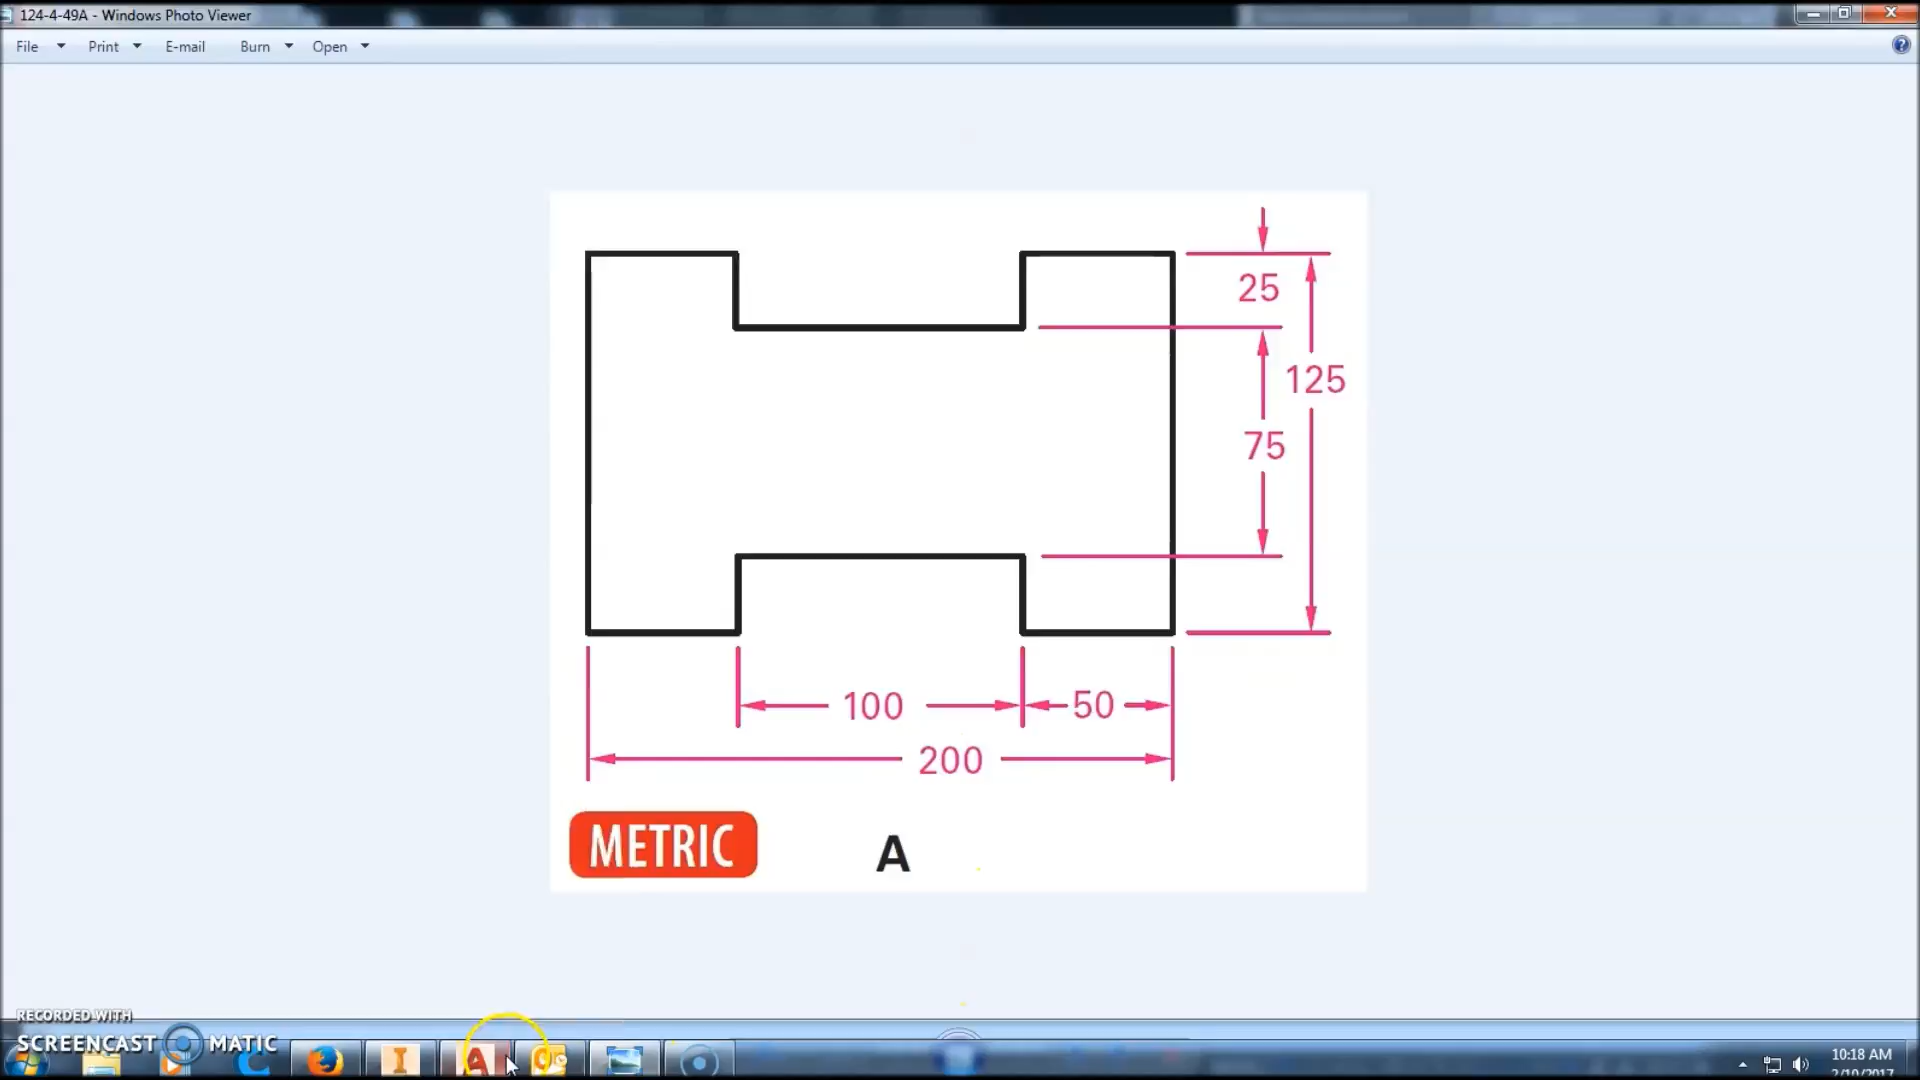 124-4-49A - Windows Photo Viewer
File Print E-mail Burn Open
25
125
75
100 50
200
METRIC A
RECORDED WITH
SCREENCAST MATIC
10:18 AM